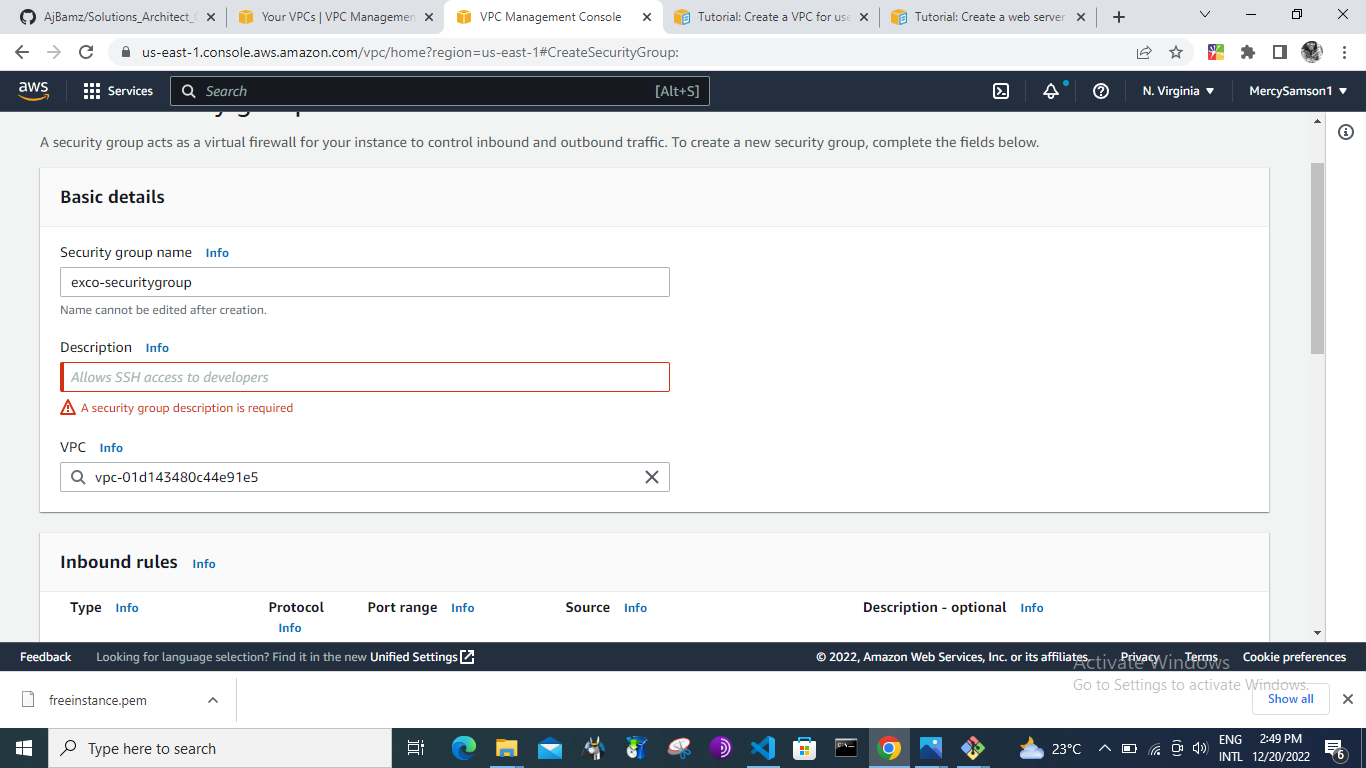 AjBamz/Solutions_Architect_
Your VPCs | VPC Managemen
VPC Management Console
Tutorial: Create a VPC for use
Tutorial: Create a web server
us-east-1.console.aws.amazon.com/vpc/home?region=us-east-1#CreateSecurityGroup:
aws
Services
Search
[Alt+S]
N. Virginia
MercySamson1
A security group acts as a virtual firewall for your instance to control inbound and outbound traffic. To create a new security group, complete the fields below.
Basic details
Security group name Info
exco-securitygroup
Name cannot be edited after creation.
Description Info
Allows SSH access to developers
A security group description is required
VPC Info
vpc-01d143480c44e91e5
Inbound rules Info
Type Info
Protocol Info
Port range Info
Source Info
Description - optional Info
Feedback
Looking for language selection? Find it in the new Unified Settings
© 2022, Amazon Web Services, Inc. or its affiliates.
Privacy
Terms
Cookie preferences
Activate Windows
Go to Settings to activate Windows.
freeinstance.pem
Show all
Type here to search
23°C
ENG
INTL
2:49 PM
12/20/2022
6